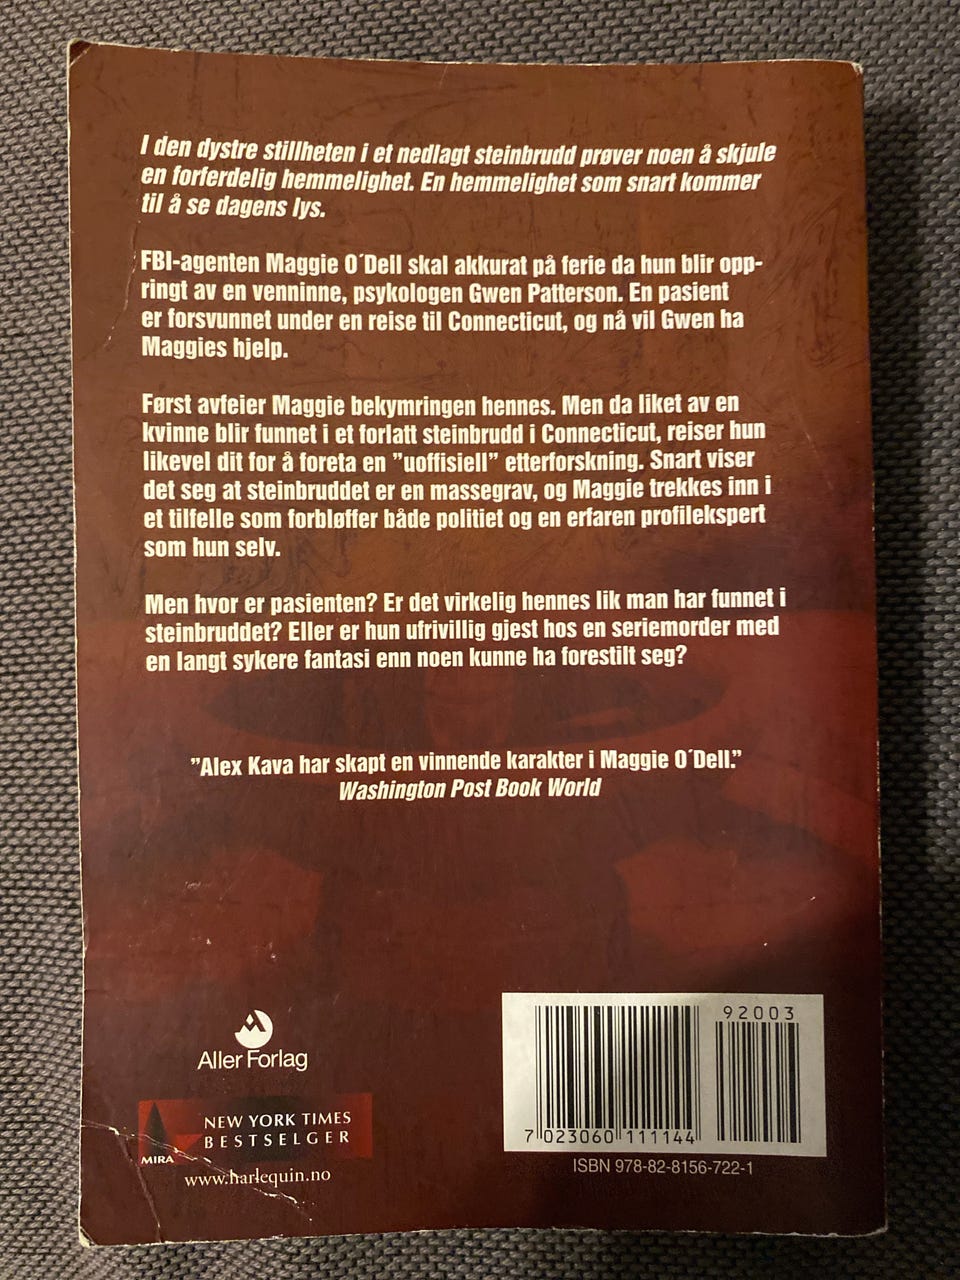 I den dystre stillheten i et nedlagt steinbrudd prøver noen å skjule
en forferdelig hemmelighet. En hemmelighet som snart kommer
til å se dagens lys.
FBI-agenten Maggie O´Dell skal akkurat på ferie da hun blir opp-
ringt av en venninne, psykologen Gwen Patterson. En pasient
er forsvunnet under en reise til Connecticut, og nå vil Gwen ha
Maggies hjelp.
Først avfeier Maggie bekymringen hennes. Men da liket av en
kvinne blir funnet i et forlatt steinbrudd i Connecticut, reiser hun
likevel dit for å foreta en ”uoffisiell” etterforskning. Snart viser
det seg at steinbruddet er en massegrav, og Maggie trekkes inn i
et tilfelle som forbløffer både politiet og en erfaren profilekspert
som hun selv.
Men hvor er pasienten? Er det virkelig hennes lik man har funnet i
steinbruddet? Eller er hun ufrivillig gjest hos en seriemorder med
en langt sykere fantasi enn noen kunne ha forestilt seg?
”Alex Kava har skapt en vinnende karakter i Maggie O´Dell.”
Washington Post Book World
Aller Forlag
NEW YORK TIMES
BESTSELGER
MIRA
www.harlequin.no
92003
7 023060 111144
ISBN 978-82-8156-722-1